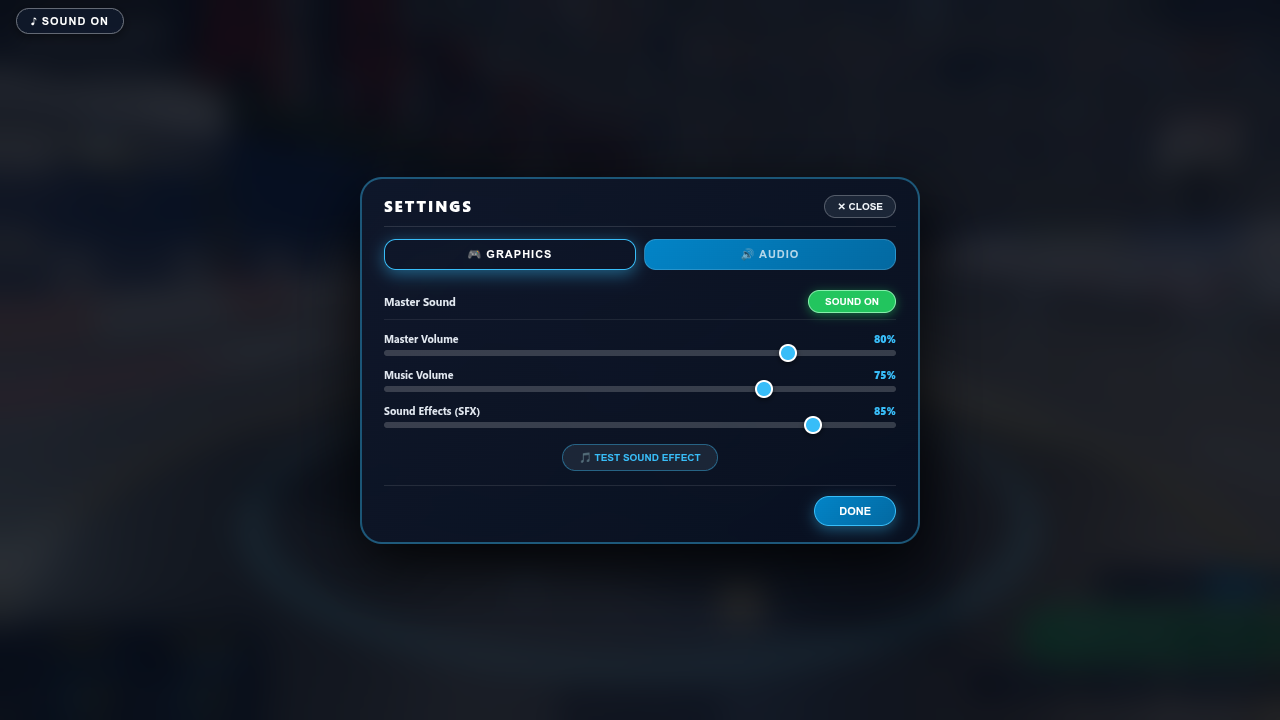 ♪ SOUND ON
SETTINGS
✕ CLOSE
🎮 GRAPHICS
🔊 AUDIO
Master Sound
SOUND ON
Master Volume
80%
Music Volume
75%
Sound Effects (SFX)
85%
🎵 TEST SOUND EFFECT
DONE